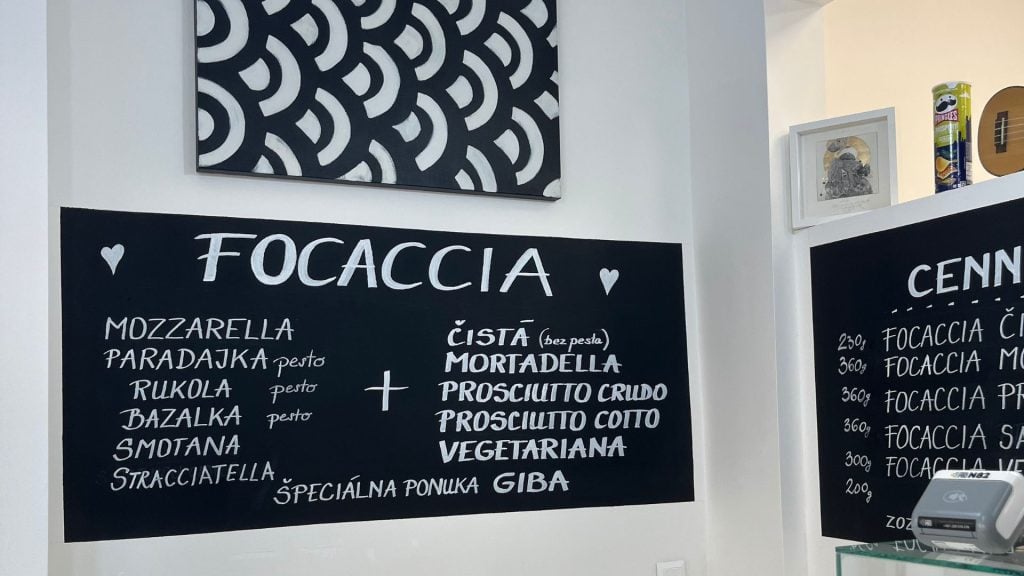 FOCACCIA
MOZZARELLA
PARADAJKA pesto
RUKOLA pesto
BAZALKA pesto
SMOTANA
STRACCIATELLA
+
ČISTÁ (bez pesta)
MORTADELLA
PROSCIUTTO CRUDO
PROSCIUTTO COTTO
VEGETARIANA
ŠPECIÁLNA PONUKA GIBA
PRINGLES
CENN
230g FOCACCIA Č
360g FOCACCIA MO
360g FOCACCIA PR
360g FOCACCIA SA
300g FOCACCIA VE
200g